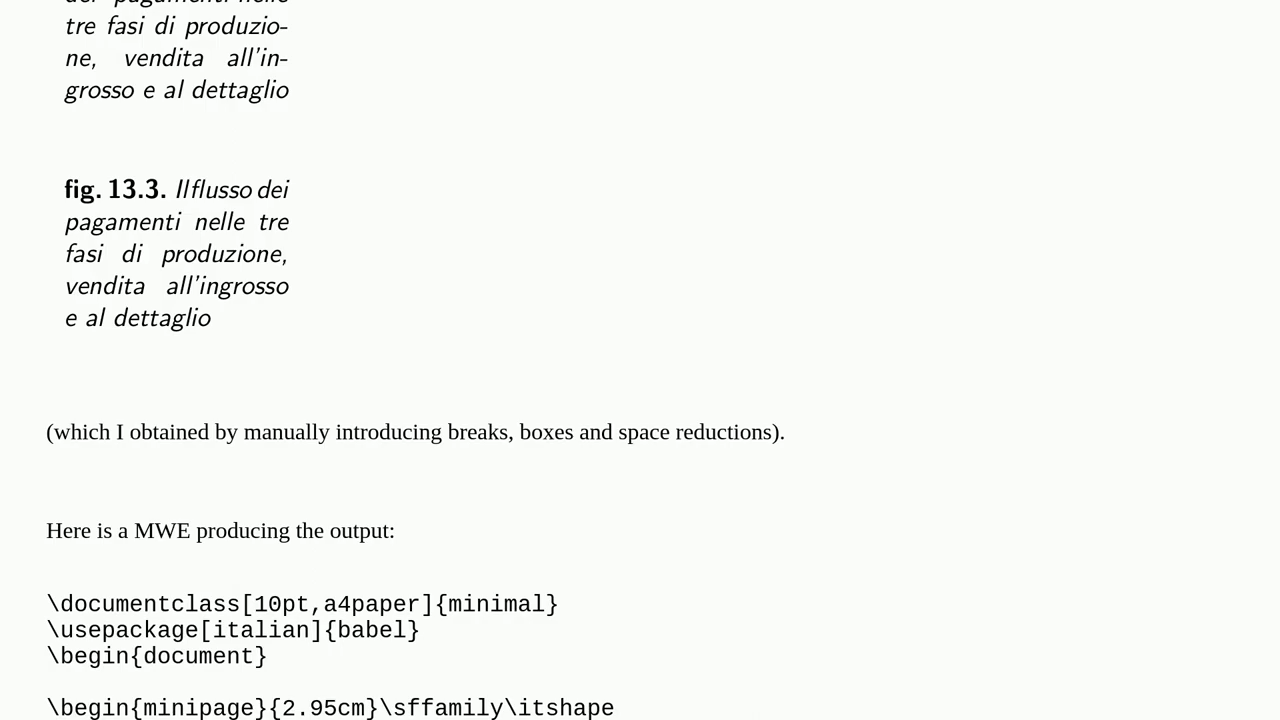 dei pagamenti nelle
tre fasi di produzio-
ne, vendita all'in-
grosso e al dettaglio
fig. 13.3. Il flusso dei
pagamenti nelle tre
fasi di produzione,
vendita all'ingrosso
e al dettaglio
(which I obtained by manually introducing breaks, boxes and space reductions).
Here is a MWE producing the output:
\documentclass[10pt,a4paper]{minimal}
\usepackage[italian]{babel}
\begin{document}
\begin{minipage}{2.95cm}\sffamily\itshape